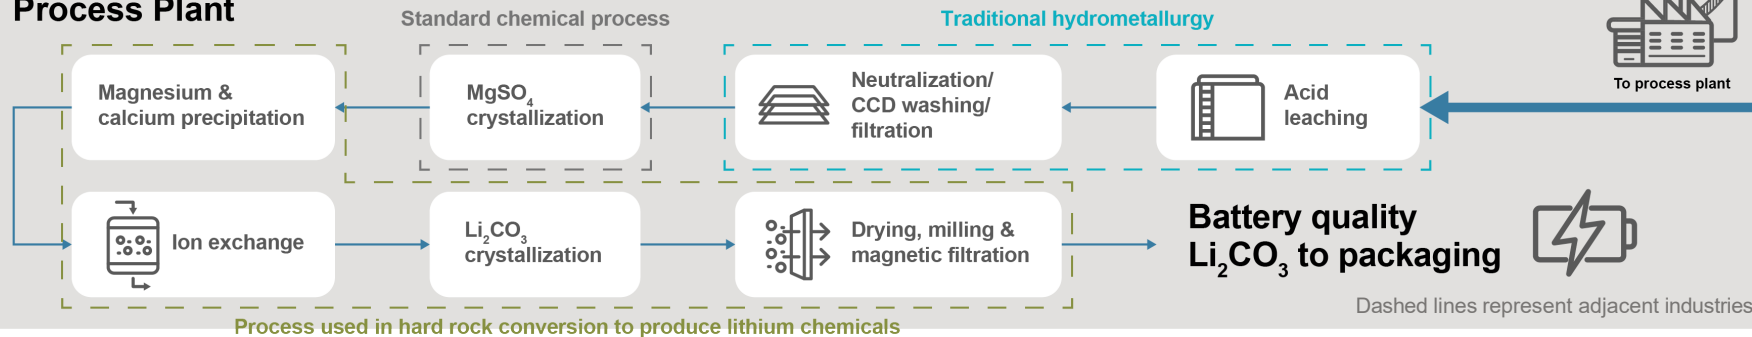 Process Plant
Standard chemical process
Traditional hydrometallurgy
To process plant
Magnesium &
calcium precipitation
MgSO₄
crystallization
Neutralization/
CCD washing/
filtration
Acid
leaching
Ion exchange
Li₂CO₃
crystallization
Drying, milling &
magnetic filtration
Battery quality
Li₂CO₃ to packaging
Dashed lines represent adjacent industries
Process used in hard rock conversion to produce lithium chemicals